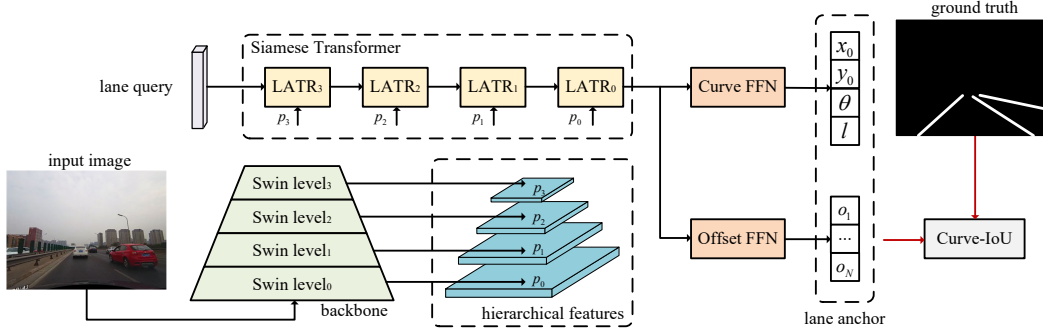 ground truth
Siamese Transformer
lane query
LATR3
LATR2
LATR1
LATR0
p3
p2
p1
p0
Curve FFN
x0
y0
θ
l
input image
Swin level3
Swin level2
Swin level1
Swin level0
backbone
p3
p2
p1
p0
hierarchical features
Offset FFN
o1
...
oN
lane anchor
Curve-IoU